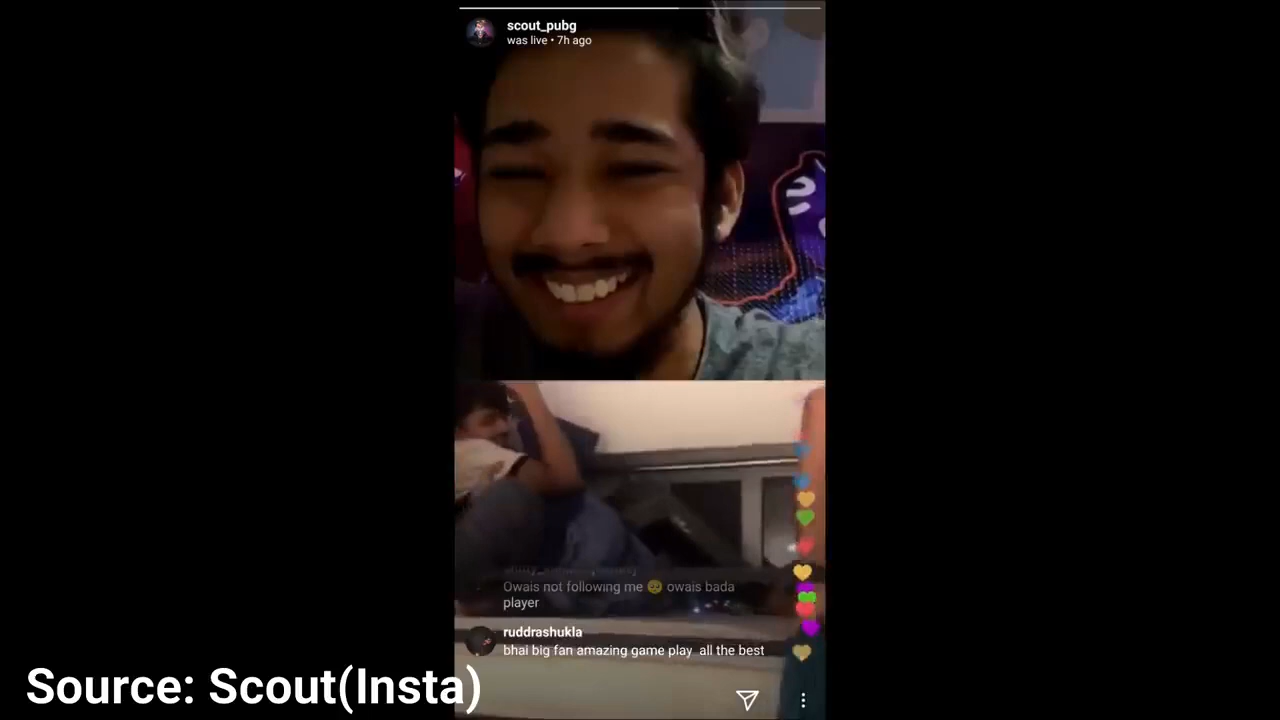 scout_pubg
was live • 7h ago
Owais not following me 🥺 owais bada
player
ruddrashukla
bhai big fan amazing game play all the best
Source: Scout(Insta)